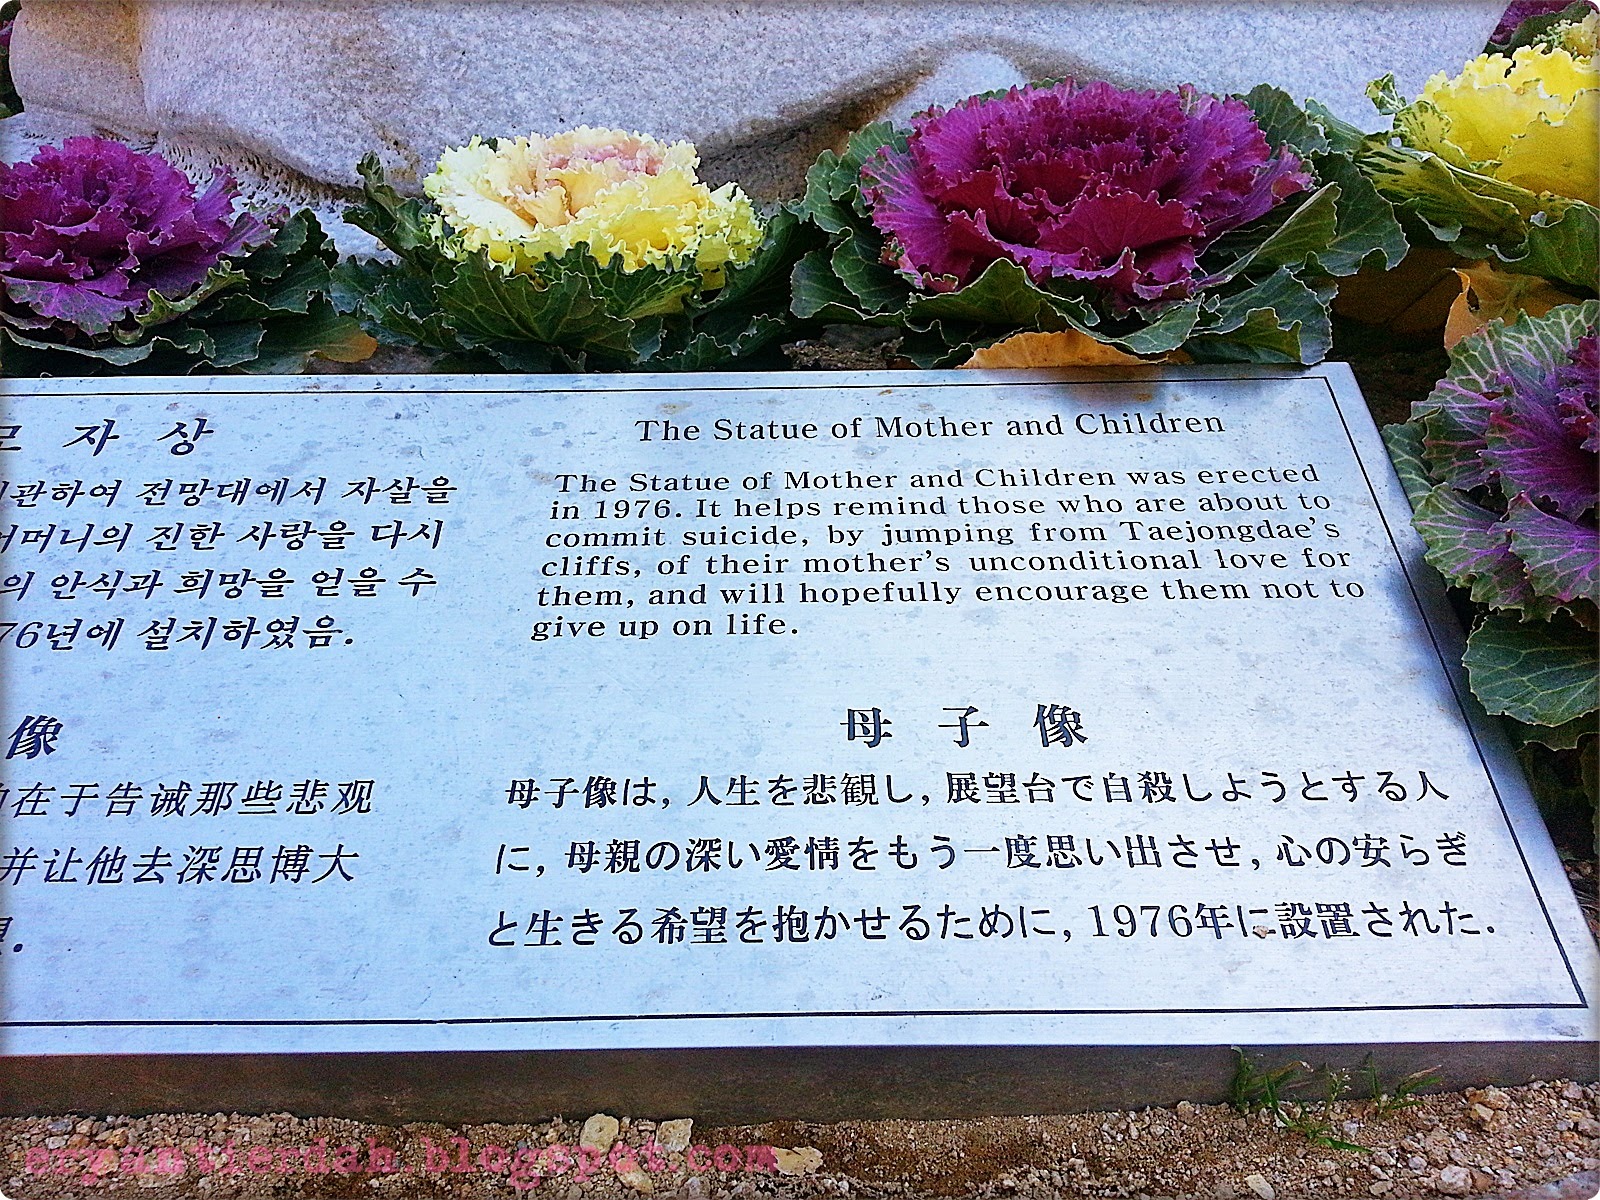 모 자 상
관하여 전망대에서 자살을
어머니의 진한 사랑을 다시
의 안식과 희망을 얻을 수
76년에 설치하였음.
The Statue of Mother and Children
The Statue of Mother and Children was erected
in 1976. It helps remind those who are about to
commit suicide, by jumping from Taejongdae's
cliffs, of their mother's unconditional love for
them, and will hopefully encourage them not to
give up on life.
像
在于告诫那些悲观
并让他去深思博大
母 子 像
母子像は, 人生を悲観し, 展望台で自殺しようとする人
に, 母親の深い愛情をもう一度思い出させ, 心の安らぎ
と生きる希望を抱かせるために, 1976年に設置された.
eryantierdah.blogspot.com